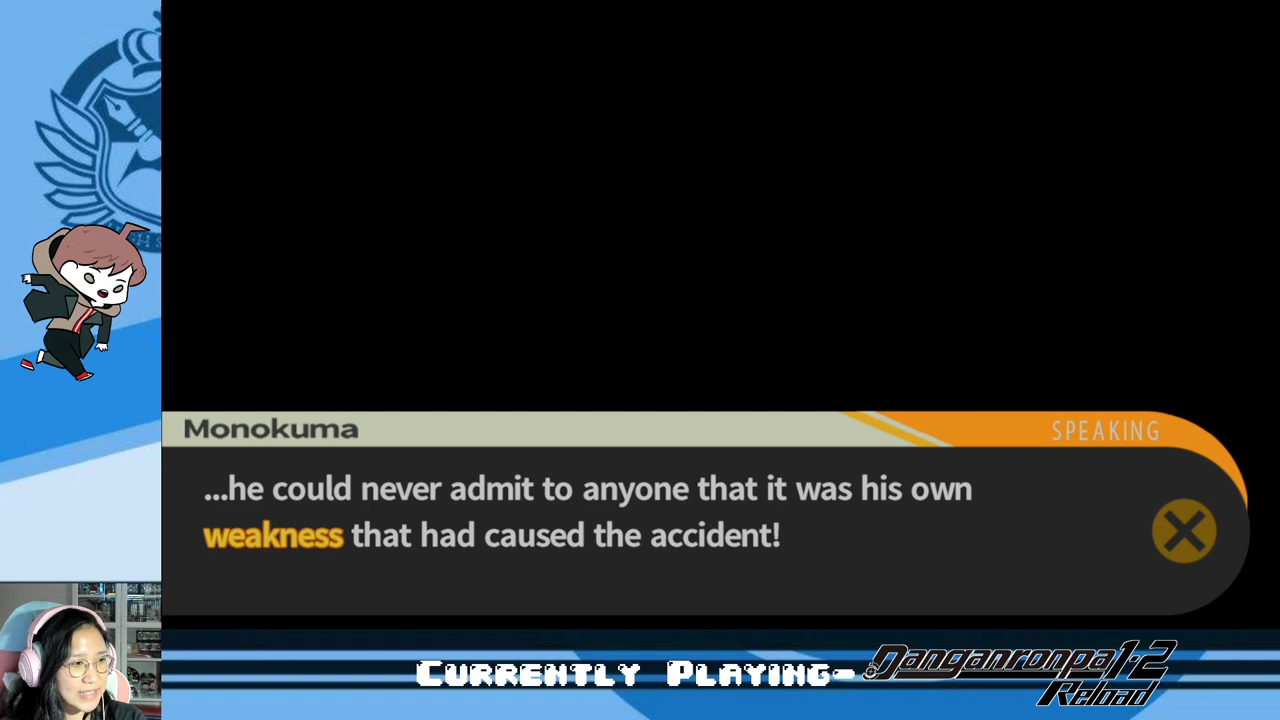 Monokuma
SPEAKING
...he could never admit to anyone that it was his own
weakness that had caused the accident!
Currently Playing-
Danganronpa 1•2
Reload